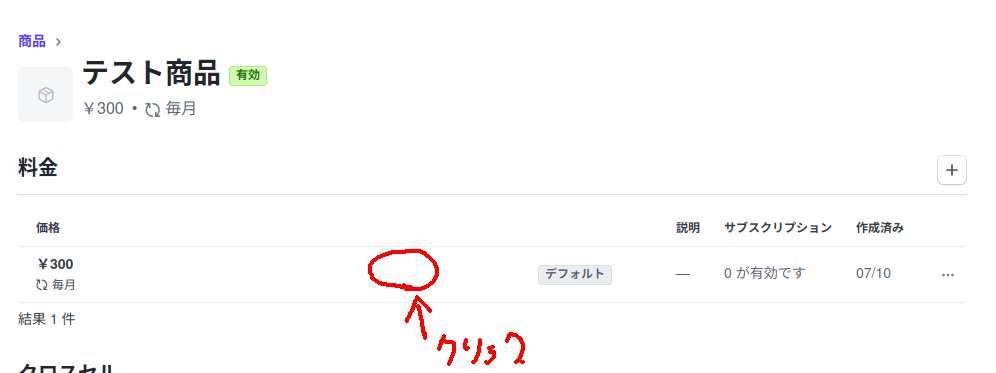 商品 ›
テスト商品 有効
￥300 • 毎月
料金
価格 説明 サブスクリプション 作成済み
￥300 デフォルト — 0 が有効です 07/10 ···
毎月
結果 1 件
クリック
クロスセル